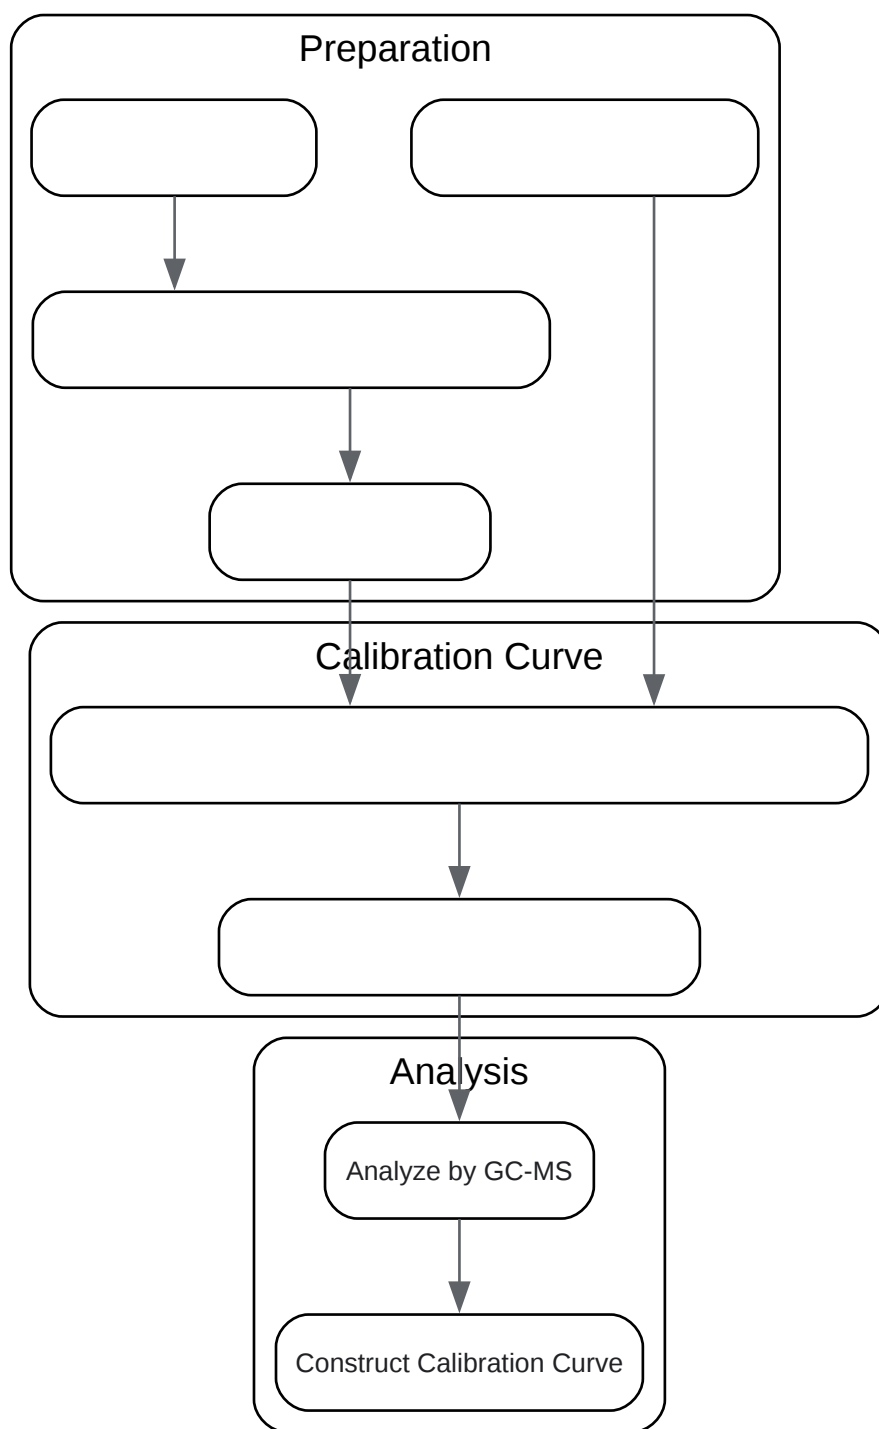 Preparation
Calibration Curve
Analysis
Analyze by GC-MS
Construct Calibration Curve